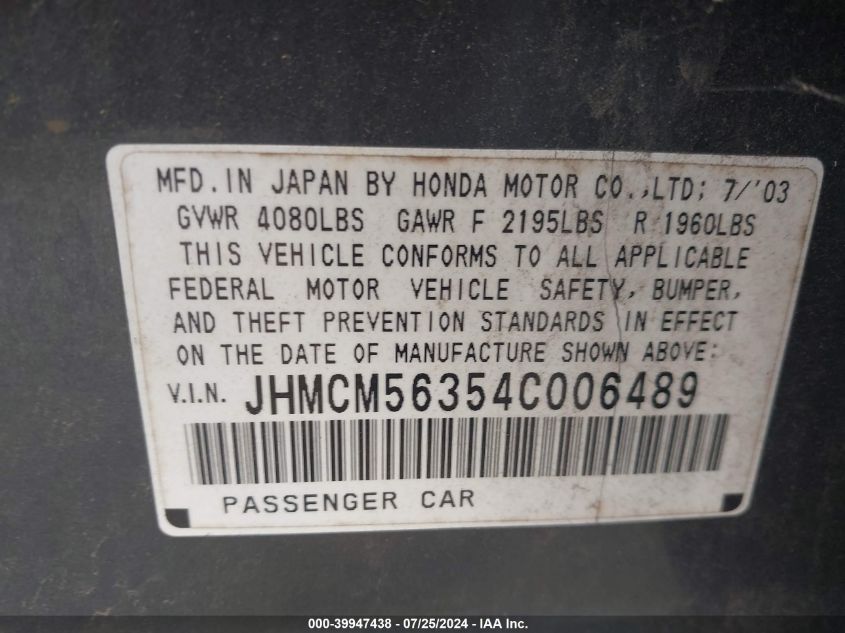 MFD. IN JAPAN BY HONDA MOTOR CO., LTD; 7/'03
GVWR 4080LBS GAWR F 2195LBS R 1960LBS
THIS VEHICLE CONFORMS TO ALL APPLICABLE
FEDERAL MOTOR VEHICLE SAFETY, BUMPER,
AND THEFT PREVENTION STANDARDS IN EFFECT
ON THE DATE OF MANUFACTURE SHOWN ABOVE:
V.I.N. JHMCM56354C006489
PASSENGER CAR
000-39947438 - 07/25/2024 - IAA Inc.